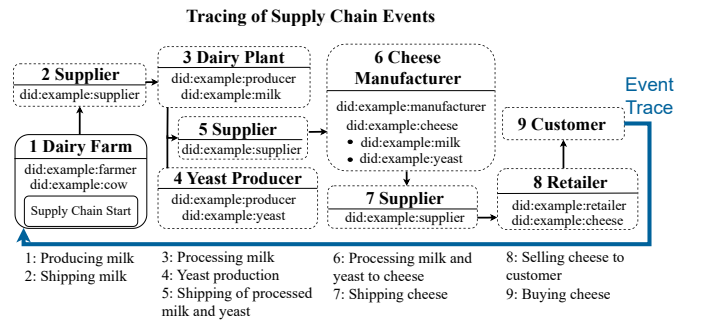 Tracing of Supply Chain Events
2 Supplier
did:example:supplier
1 Dairy Farm
did:example:farmer
did:example:cow
Supply Chain Start
3 Dairy Plant
did:example:producer
did:example:milk
5 Supplier
did:example:supplier
4 Yeast Producer
did:example:producer
did:example:yeast
6 Cheese
Manufacturer
did:example:manufacturer
did:example:cheese
• did:example:milk
• did:example:yeast
7 Supplier
did:example:supplier
Event
Trace
9 Customer
8 Retailer
did:example:retailer
did:example:cheese
1: Producing milk
2: Shipping milk
3: Processing milk
4: Yeast production
5: Shipping of processed
milk and yeast
6: Processing milk and
yeast to cheese
7: Shipping cheese
8: Selling cheese to
customer
9: Buying cheese